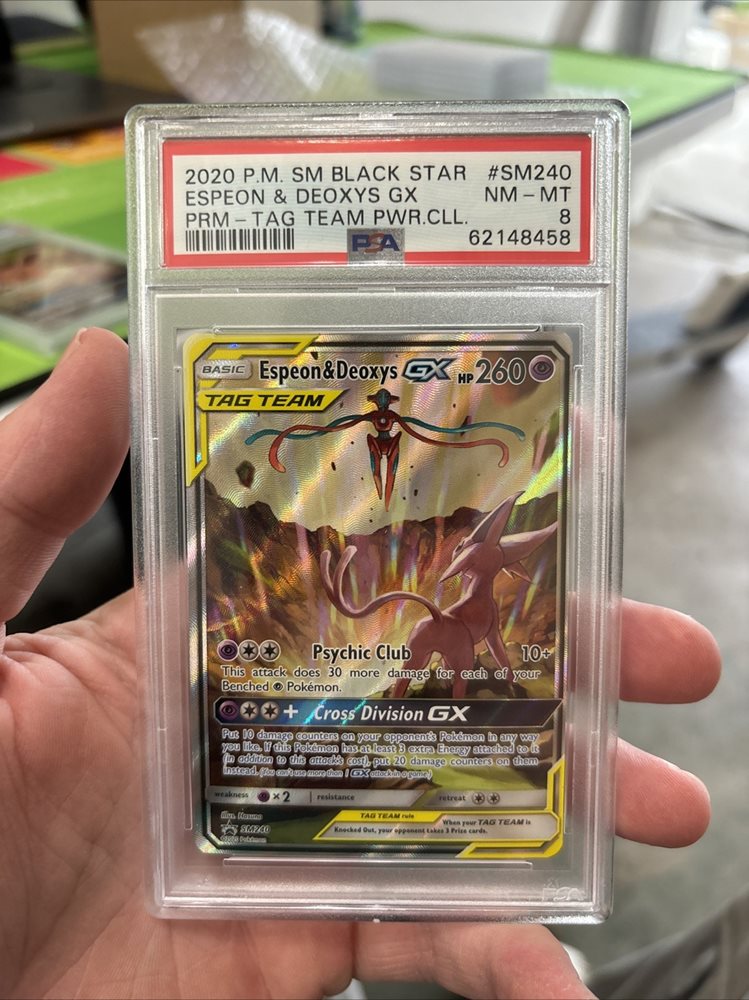 2020 P.M. SM BLACK STAR #SM240
ESPEON & DEOXYS GX NM - MT
PRM - TAG TEAM PWR.CLL. 8
PSA 62148458
BASIC Espeon&Deoxys GX HP 260
TAG TEAM
Psychic Club 10+
This attack does 30 more damage for each of your
Benched Pokémon.
+ Cross Division GX
Put 10 damage counters on your opponent's Pokémon in any way
you like. If this Pokémon has at least 3 extra Energy attached to it
(in addition to this attack's cost), put 20 damage counters on them
instead. (You can't use more than 1 GX attack in a game.)
weakness ×2 resistance retreat
Illus. Hasuno
TAG TEAM rule When your TAG TEAM is
Knocked Out, your opponent takes 3 Prize cards.
SM240
©2020 Pokémon